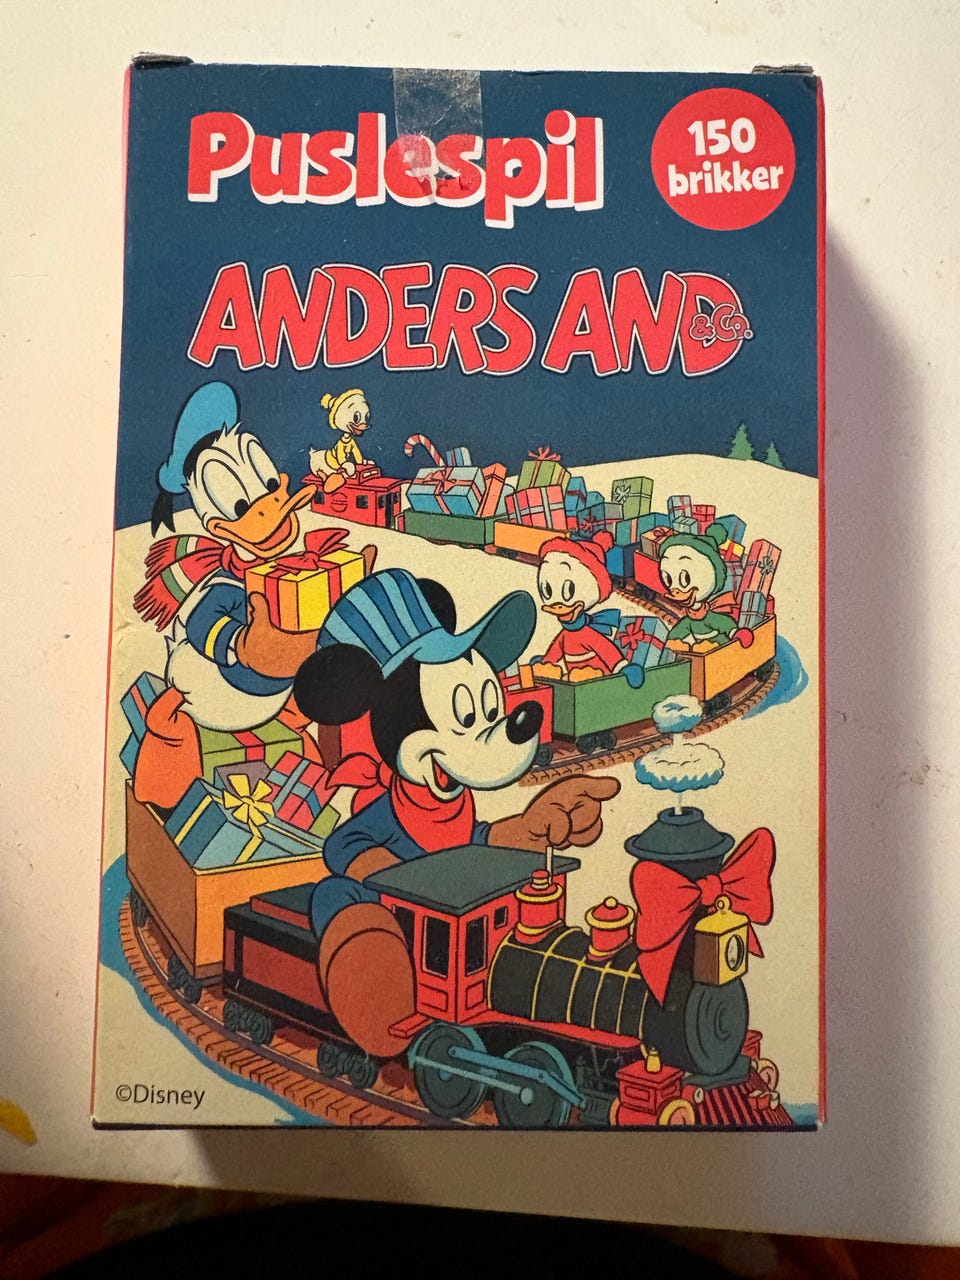 Puslespil
150
brikker
ANDERS AND
& Co.
©Disney